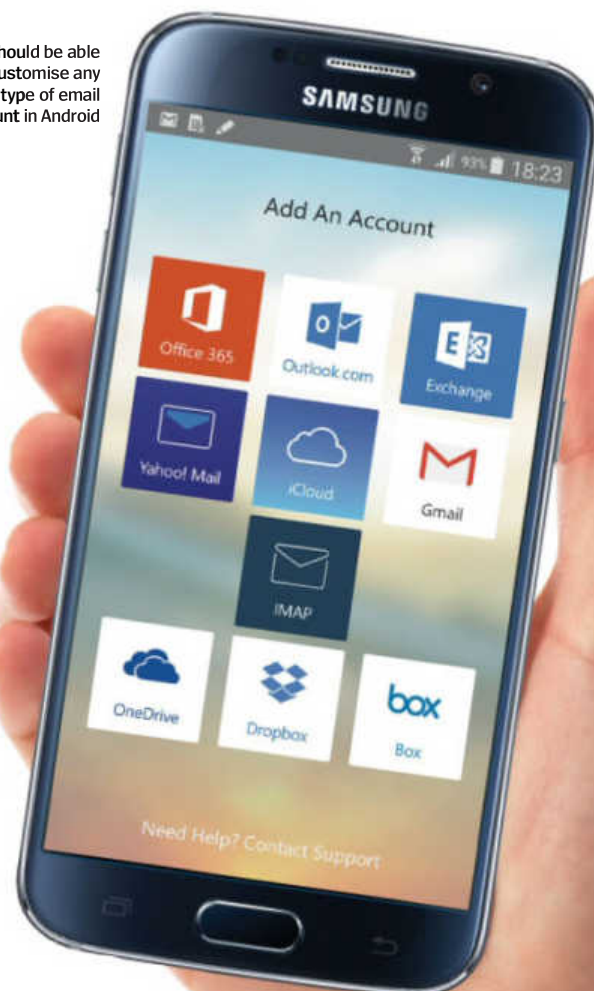 hould be able
ustomise any
type of email
unt in Android
SAMSUNG
93% 18:23
Add An Account
Office 365
Outlook.com
Exchange
Yahoo! Mail
iCloud
Gmail
IMAP
OneDrive
Dropbox
box
Box
Need Help? Contact Support